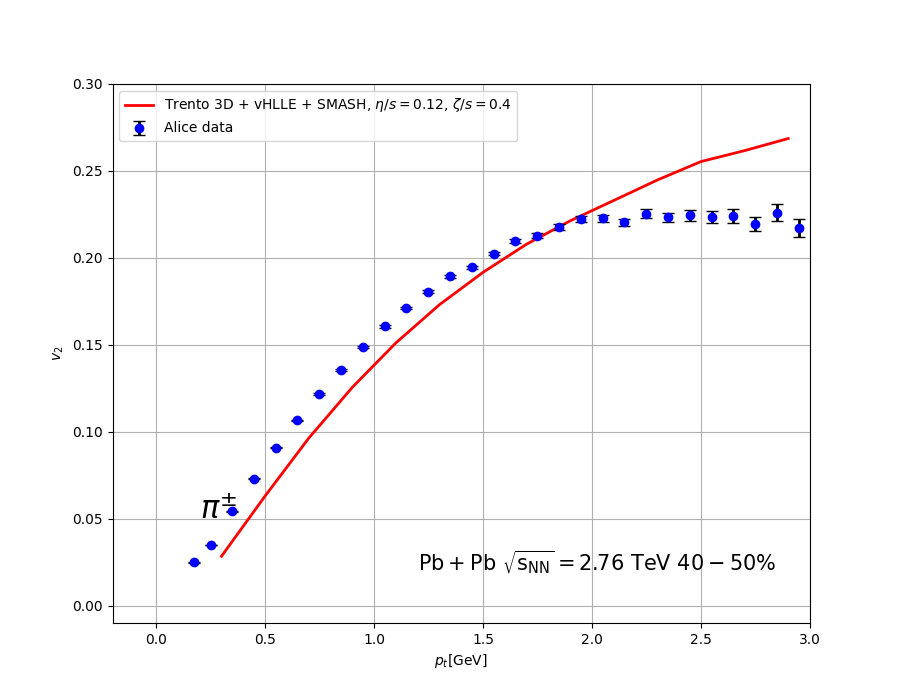 Trento 3D + vHLLE + SMASH, η/s = 0.12, ζ/s = 0.4
Alice data
0.30
0.25
0.20
0.15
0.10
0.05
0.00
v₂
π±
Pb + Pb √sNN = 2.76 TeV 40 − 50%
0.0 0.5 1.0 1.5 2.0 2.5 3.0
pₜ[GeV]